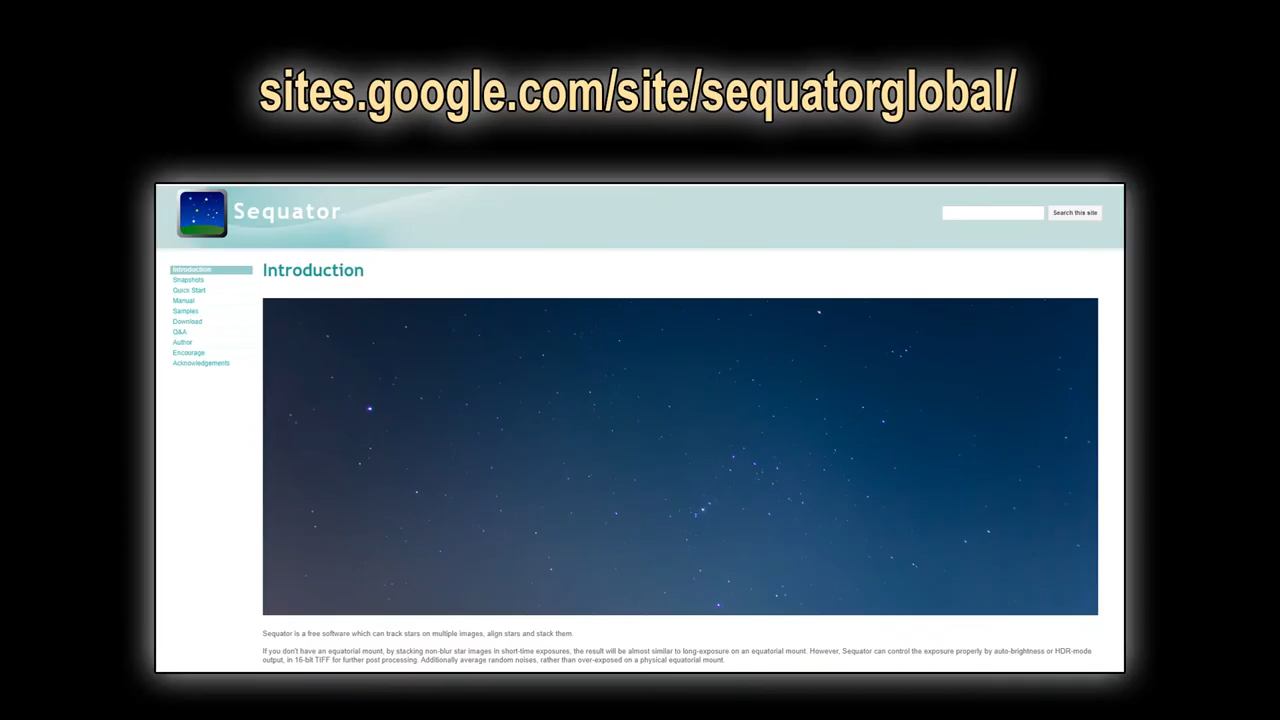 sites.google.com/site/sequatorglobal/
Sequator
Search this site
Introduction
Snapshots
Quick Start
Manual
Samples
Download
Q&A
Author
Encourage
Acknowledgements
Introduction
Sequator is a free software which can track stars on multiple images, align stars and stack them.
If you don't have an equatorial mount, by stacking non-blur star images in short-time exposures, the result will be almost similar to long-exposure on an equatorial mount. However, Sequator can control the exposure properly by auto-brightness or HDR-mode
output, in 16-bit TIFF for further post processing. Additionally average random noises, rather than over-exposed on a physical equatorial mount.